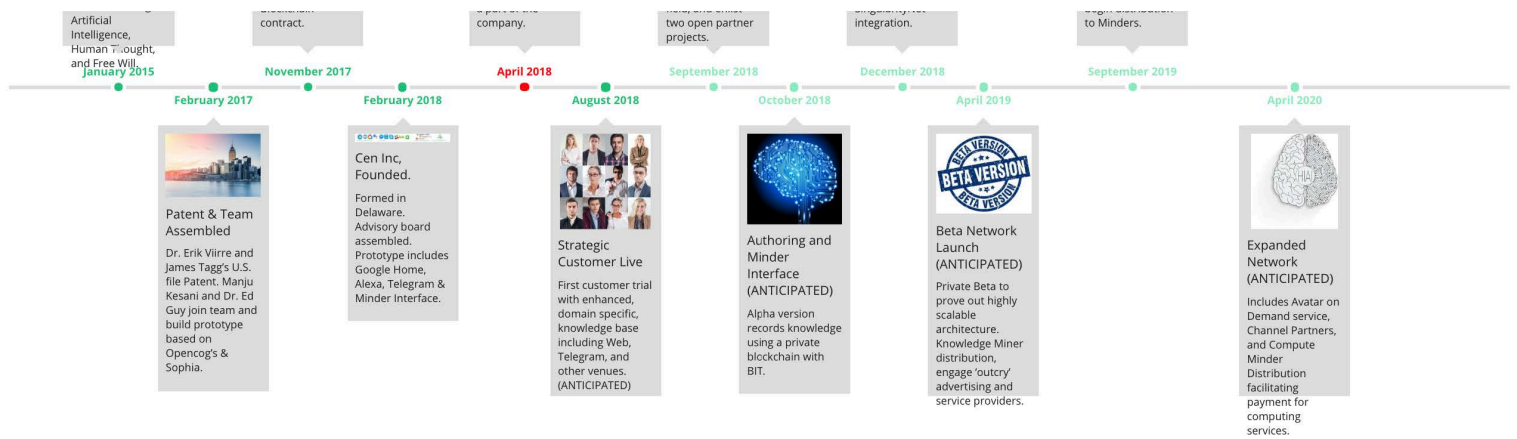 Artificial
Intelligence,
Human Thought,
and Free Will.
contract.
a part of the
company.
two open partner
projects.
integration.
to Minders.
January 2015
November 2017
April 2018
September 2018
December 2018
September 2019
February 2017
February 2018
August 2018
October 2018
April 2019
April 2020
Patent & Team
Assembled
Dr. Erik Viirre and
James Tagg's U.S.
file Patent. Manju
Kesani and Dr. Ed
Guy join team and
build prototype
based on
Opencog's &
Sophia.
Cen Inc,
Founded.
Formed in
Delaware.
Advisory board
assembled.
Prototype includes
Google Home,
Alexa, Telegram &
Minder Interface.
Strategic
Customer Live
First customer trial
with enhanced,
domain specific,
knowledge base
including Web,
Telegram, and
other venues.
(ANTICIPATED)
Authoring and
Minder
Interface
(ANTICIPATED)
Alpha version
records knowledge
using a private
blockchain with
BIT.
BETA VERSION
BETA VERSION
BETA VERSION
Beta Network
Launch
(ANTICIPATED)
Private Beta to
prove out highly
scalable
architecture.
Knowledge Miner
distribution,
engage 'outcry'
advertising and
service providers.
HIAI
Expanded
Network
(ANTICIPATED)
Includes Avatar on
Demand service,
Channel Partners,
and Compute
Minder
Distribution
facilitating
payment for
computing
services.